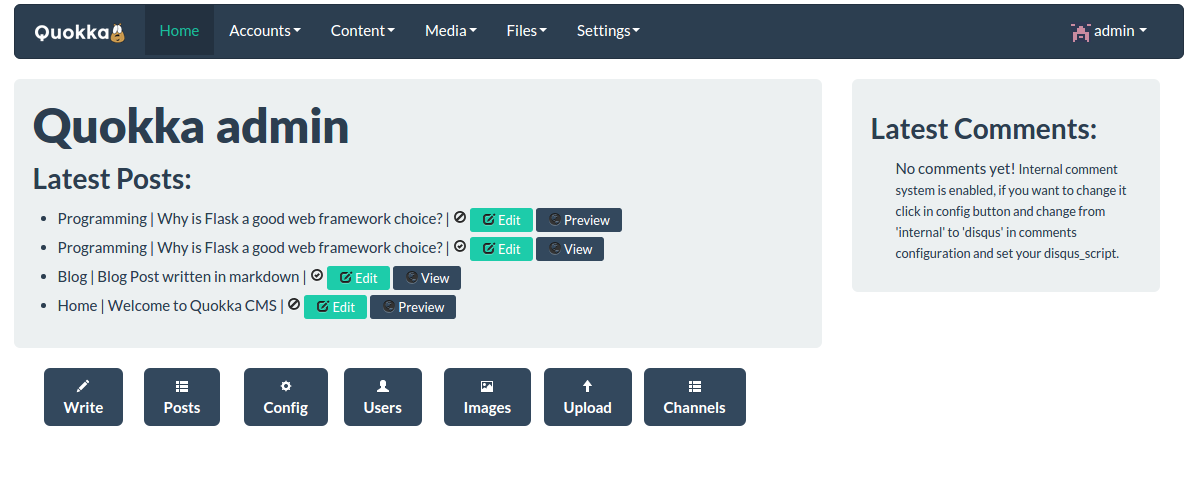 Quokka Home Accounts Content Media Files Settings admin
Quokka admin
Latest Posts:
Programming | Why is Flask a good web framework choice? | Edit Preview
Programming | Why is Flask a good web framework choice? | Edit View
Blog | Blog Post written in markdown | Edit View
Home | Welcome to Quokka CMS | Edit Preview
Latest Comments:
No comments yet! Internal comment
system is enabled, if you want to change it
click in config button and change from
'internal' to 'disqus' in comments
configuration and set your disqus_script.
Write Posts Config Users Images Upload Channels